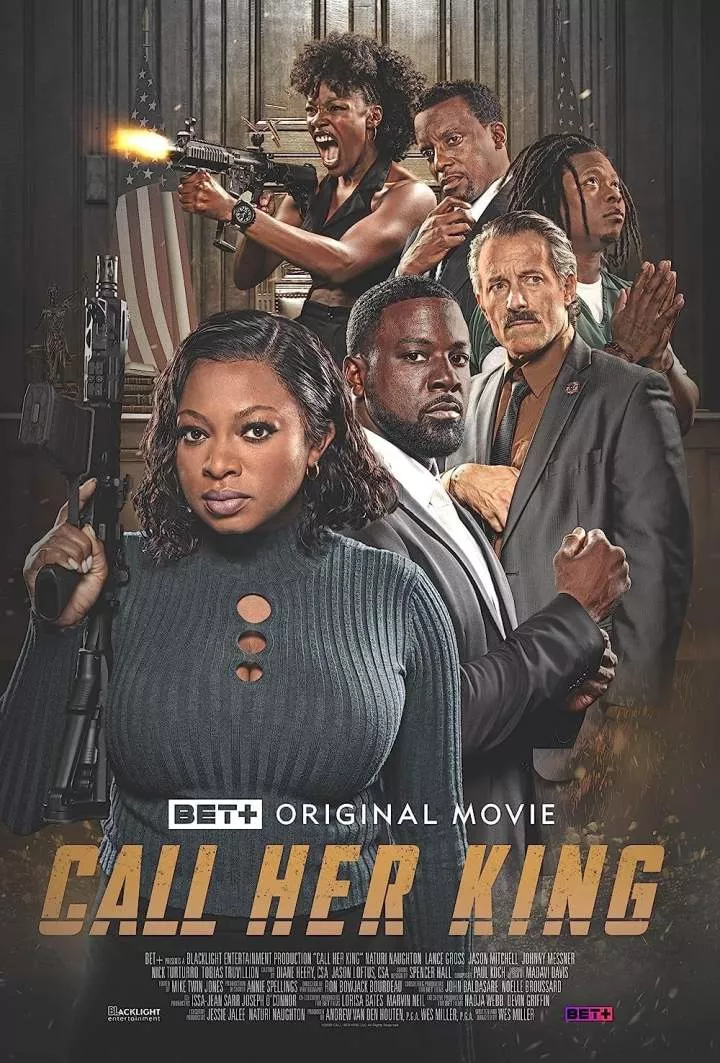 BET+ ORIGINAL MOVIE
CALL HER KING
BET+ PRESENTS A BLACKLIGHT ENTERTAINMENT PRODUCTION "CALL HER KING" NATURI NAUGHTON LANCE GROSS JASON MITCHELL JOHNNY MESSNER
NICK TURTURRO TOBIAS TRUVILLION DIANE HEERY, CSA JASON LOFTUS, CSA SPENCER HALL PAUL KOCH MADAVI DAVIS
MIKE TWIN JONES ANNIE SPELLINGS RON BOWJACK BOURDEAU JOHN BALDASARE NOELLE BROUSSARD
ISSA-JEAN SARR JOSEPH O'CONNOR LORISA BATES MARVIN NEIL NADJA WEBB DEVIN GRIFFIN
JESSIE JALEE NATURI NAUGHTON ANDREW VAN DEN HOUTEN, P.G.A. WES MILLER, P.G.A. WES MILLER
BLACKLIGHT
entertainment
BET+